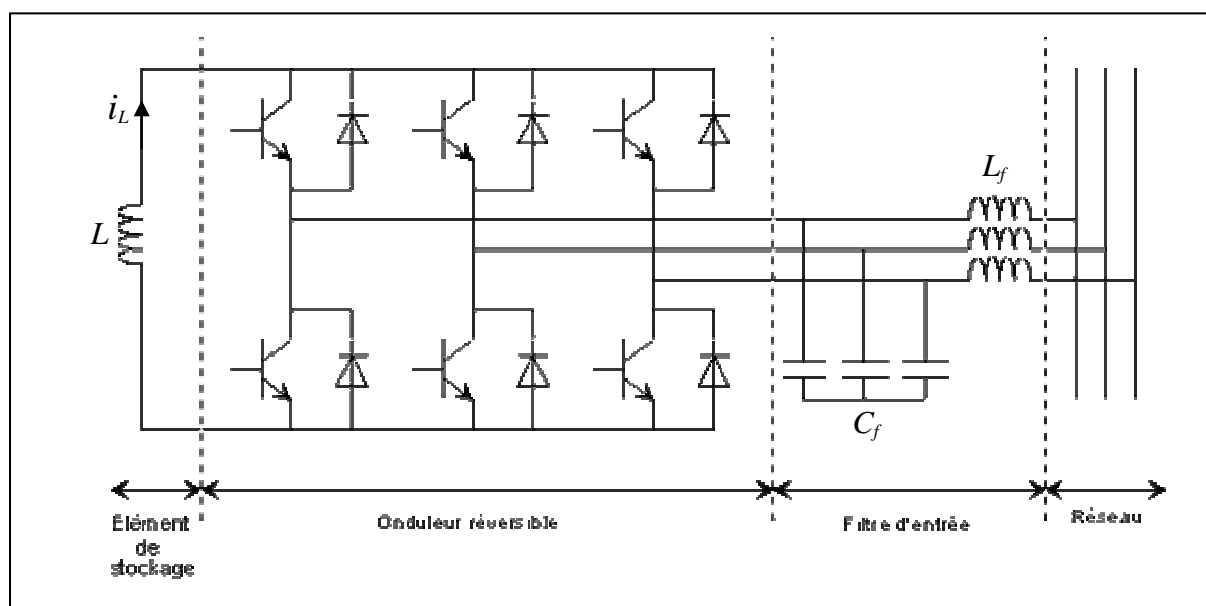 i_L
L
L_f
C_f
Elément
de
stockage
Onduleur réversible
Filtre d'entrée
Réseau